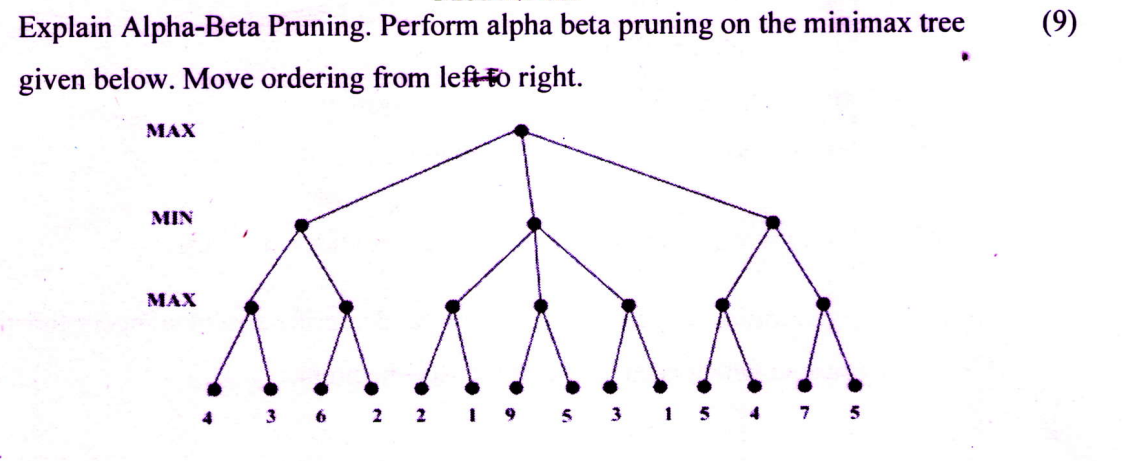 Explain Alpha-Beta Pruning. Perform alpha beta pruning on the minimax tree (9)
given below. Move ordering from left to right.
MAX
MIN
MAX
4 3 6 2 2 1 9 5 3 1 5 4 7 5